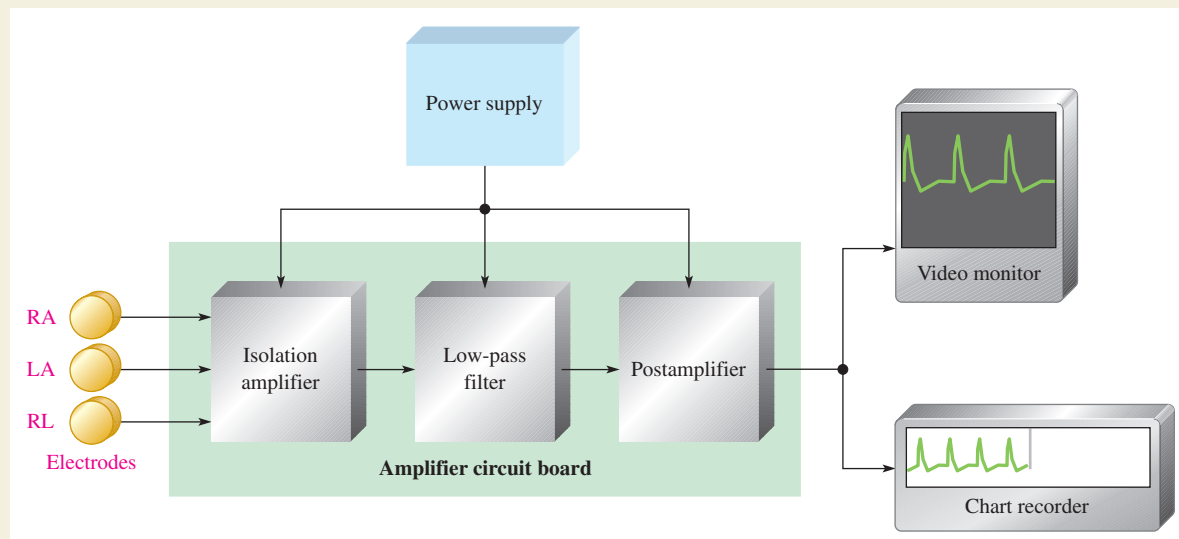 Power supply
Video monitor
RA
LA
RL
Electrodes
Isolation
amplifier
Low-pass
filter
Postamplifier
Amplifier circuit board
Chart recorder